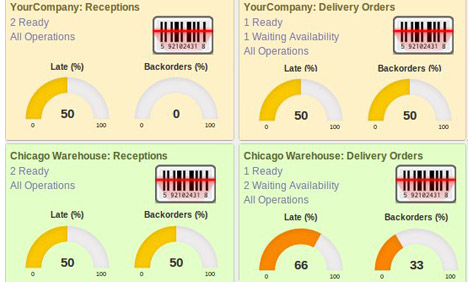 YourCompany: Receptions
2 Ready
All Operations
5 92102431 8
Late (%)
Backorders (%)
50
0
0
100
0
100
YourCompany: Delivery Orders
1 Ready
1 Waiting Availability
All Operations
5 92102431 8
Late (%)
Backorders (%)
50
50
0
100
0
100
Chicago Warehouse: Receptions
2 Ready
All Operations
5 92102431 8
Late (%)
Backorders (%)
50
50
0
100
0
100
Chicago Warehouse: Delivery Orders
1 Ready
2 Waiting Availability
All Operations
5 92102431 8
Late (%)
Backorders (%)
66
33
0
100
0
100